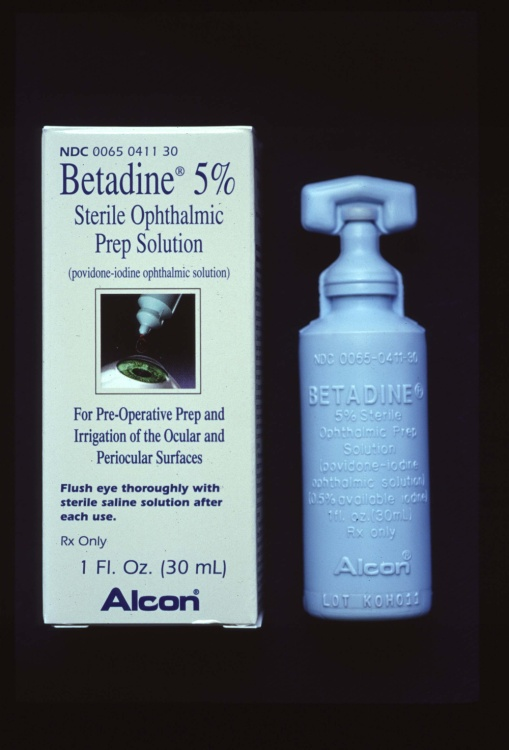 NDC 0065 0411 30
Betadine® 5%
Sterile Ophthalmic
Prep Solution
(povidone-iodine ophthalmic solution)
For Pre-Operative Prep and
Irrigation of the Ocular and
Periocular Surfaces
Flush eye thoroughly with
sterile saline solution after
each use.
Rx Only
1 Fl. Oz. (30 mL)
Alcon®
NDC 0065-0411-30
BETADINE®
5% Sterile
Ophthalmic Prep
Solution
(povidone-iodine
ophthalmic solution)
(0.5% available iodine)
1 fl. oz. (30mL)
Rx only
Alcon®
LOT KOH011